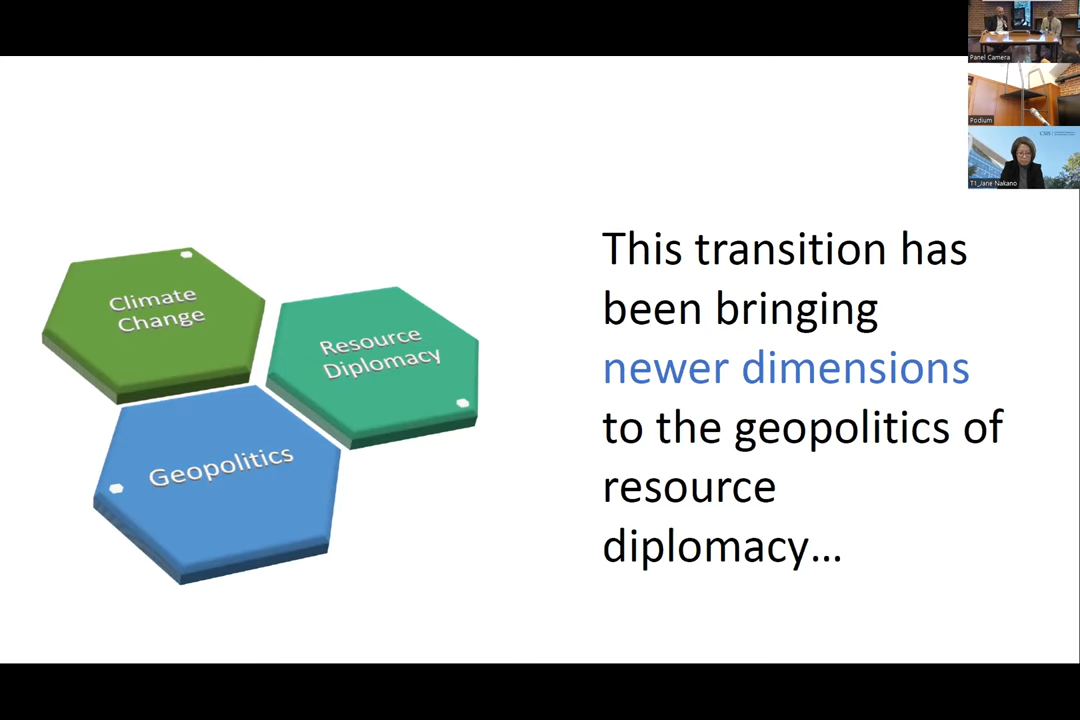 Panel Camera
Podium
CSIS
T1_Jane Nakano
Climate
Change
Resource
Diplomacy
Geopolitics
This transition has
been bringing
newer dimensions
to the geopolitics of
resource
diplomacy...